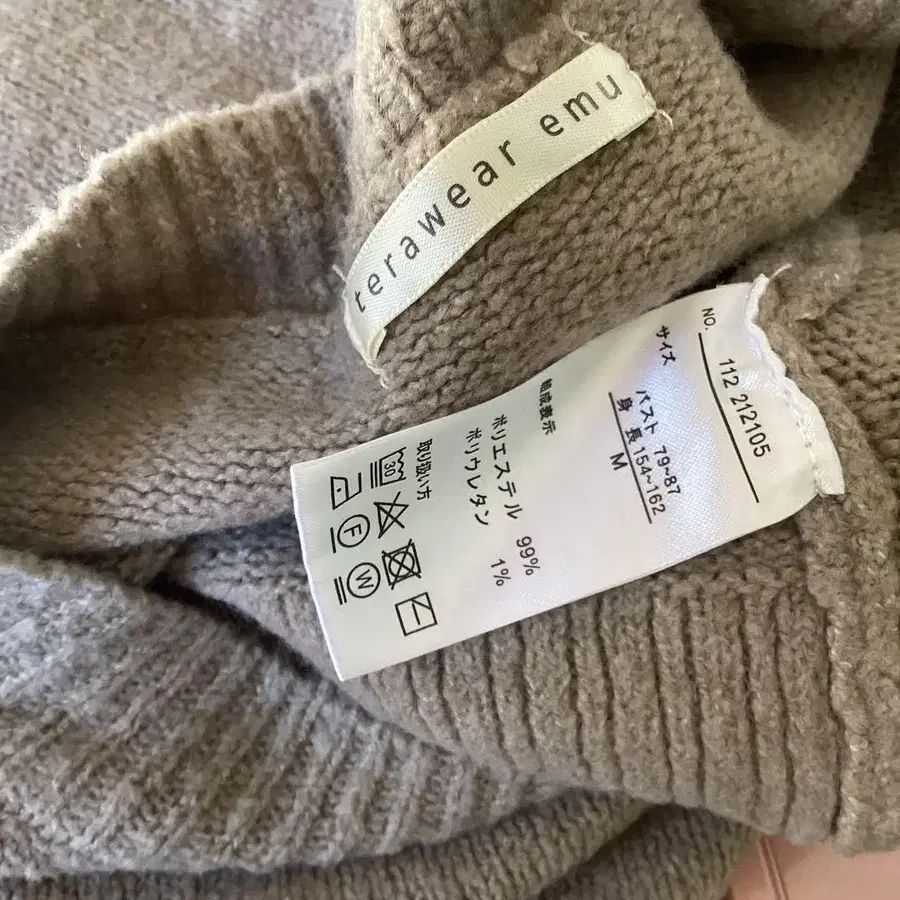 terawear emu
NO. 112 212105
サイズ
バスト 79~87
身 長 154~162
M
組成表示
ポリエステル 99%
ポリウレタン 1%
取り扱い方
30
F
W